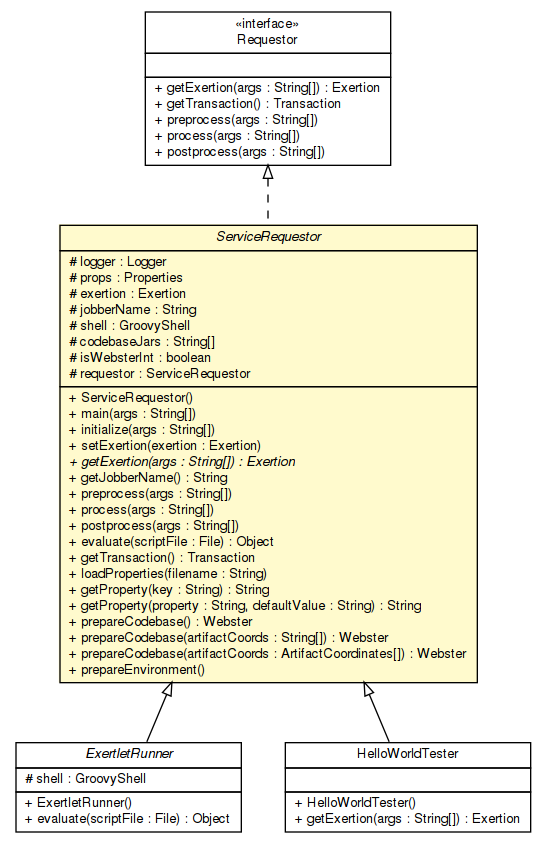 «interface»
Requestor
+ getExertion(args : String[]) : Exertion
+ getTransaction() : Transaction
+ preprocess(args : String[])
+ process(args : String[])
+ postprocess(args : String[])
ServiceRequestor
# logger : Logger
# props : Properties
# exertion : Exertion
# jobberName : String
# shell : GroovyShell
# codebaseJars : String[]
# isWebsterInt : boolean
# requestor : ServiceRequestor
+ ServiceRequestor()
+ main(args : String[])
+ initialize(args : String[])
+ setExertion(exertion : Exertion)
+ getExertion(args : String[]) : Exertion
+ getJobberName() : String
+ preprocess(args : String[])
+ process(args : String[])
+ postprocess(args : String[])
+ evaluate(scriptFile : File) : Object
+ getTransaction() : Transaction
+ loadProperties(filename : String)
+ getProperty(key : String) : String
+ getProperty(property : String, defaultValue : String) : String
+ prepareCodebase() : Webster
+ prepareCodebase(artifactCoords : String[]) : Webster
+ prepareCodebase(artifactCoords : ArtifactCoordinates[]) : Webster
+ prepareEnvironment()
ExertletRunner
# shell : GroovyShell
+ ExertletRunner()
+ evaluate(scriptFile : File) : Object
HelloWorldTester
+ HelloWorldTester()
+ getExertion(args : String[]) : Exertion